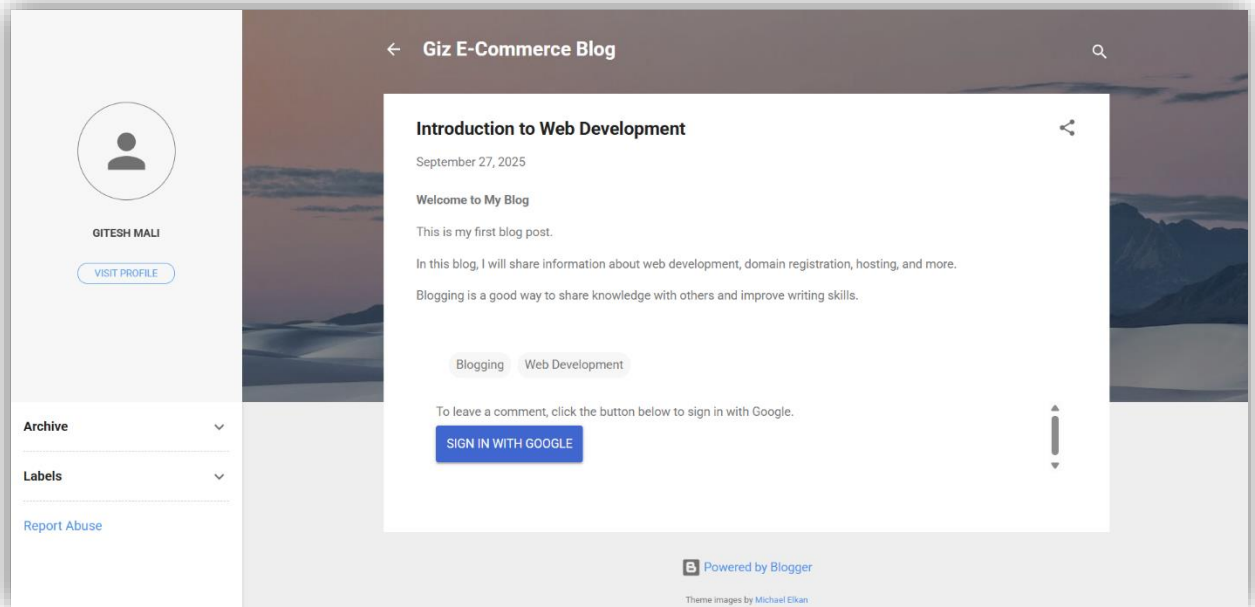 Giz E-Commerce Blog
GITESH MALI
VISIT PROFILE
Archive
Labels
Report Abuse
Introduction to Web Development
September 27, 2025
Welcome to My Blog
This is my first blog post.
In this blog, I will share information about web development, domain registration, hosting, and more.
Blogging is a good way to share knowledge with others and improve writing skills.
Blogging Web Development
To leave a comment, click the button below to sign in with Google.
SIGN IN WITH GOOGLE
Powered by Blogger
Theme images by Michael Elkan